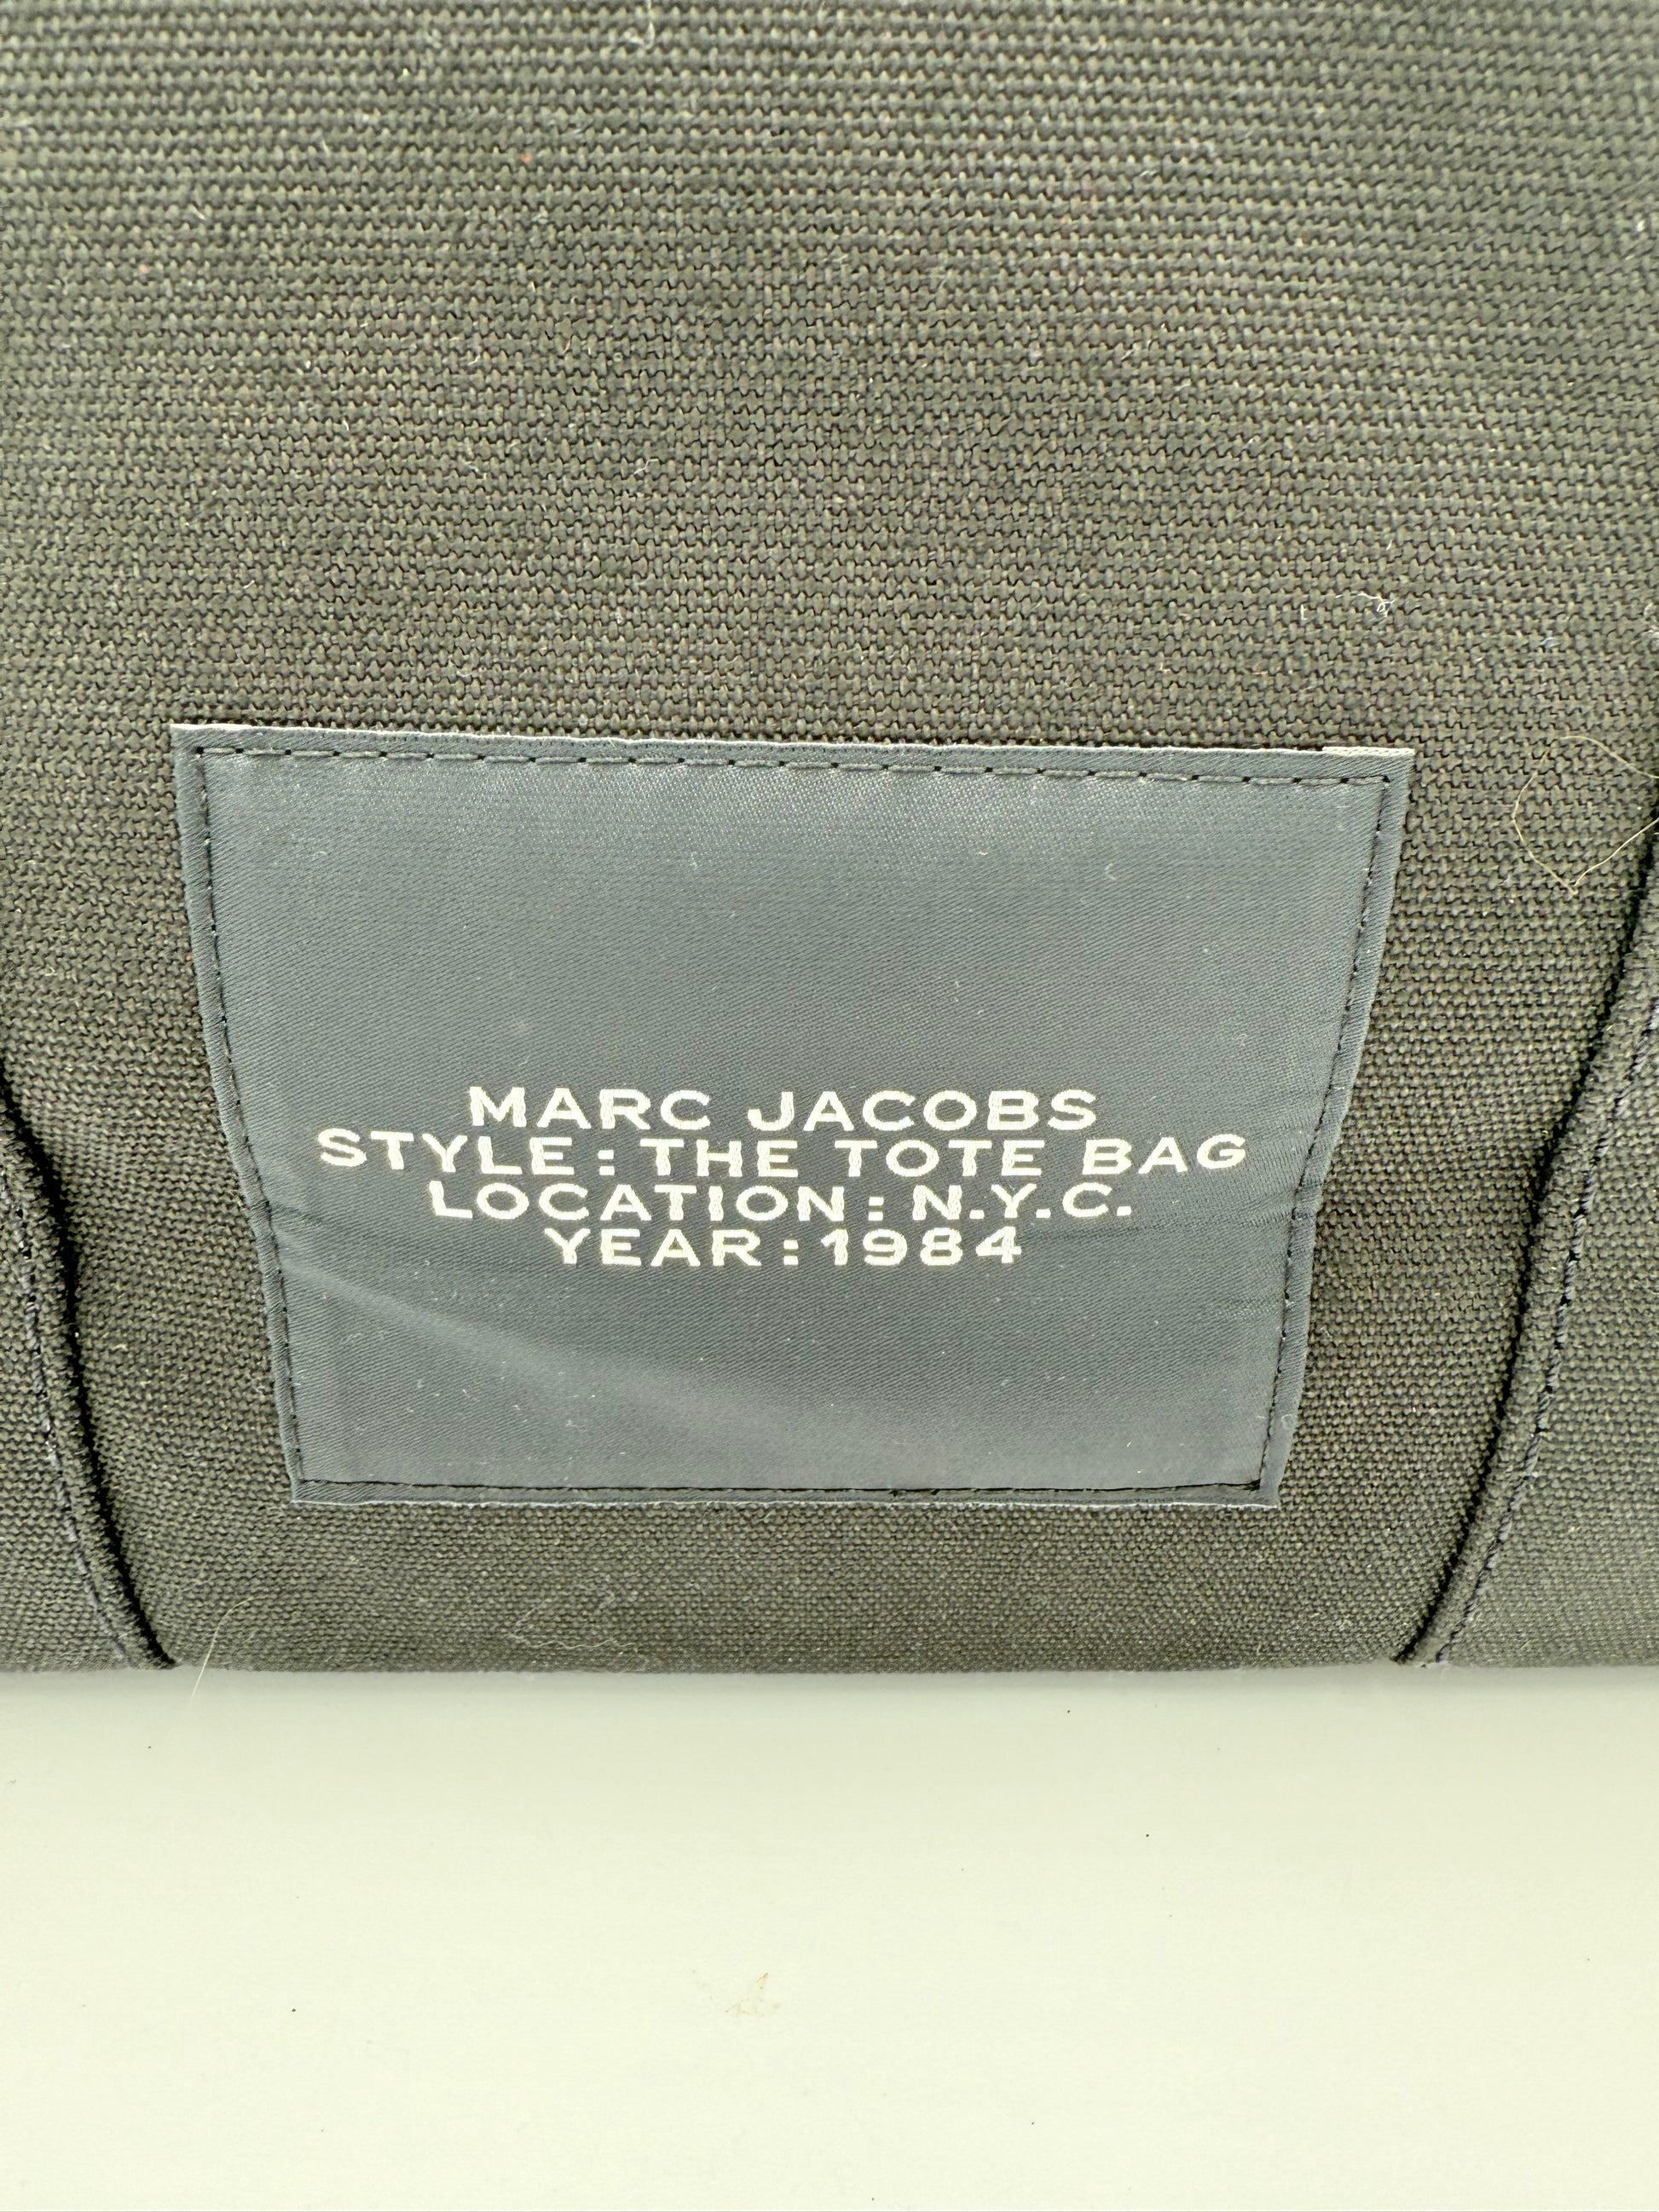 MARC JACOBS
STYLE: THE TOTE BAG
LOCATION: N.Y.C.
YEAR: 1984